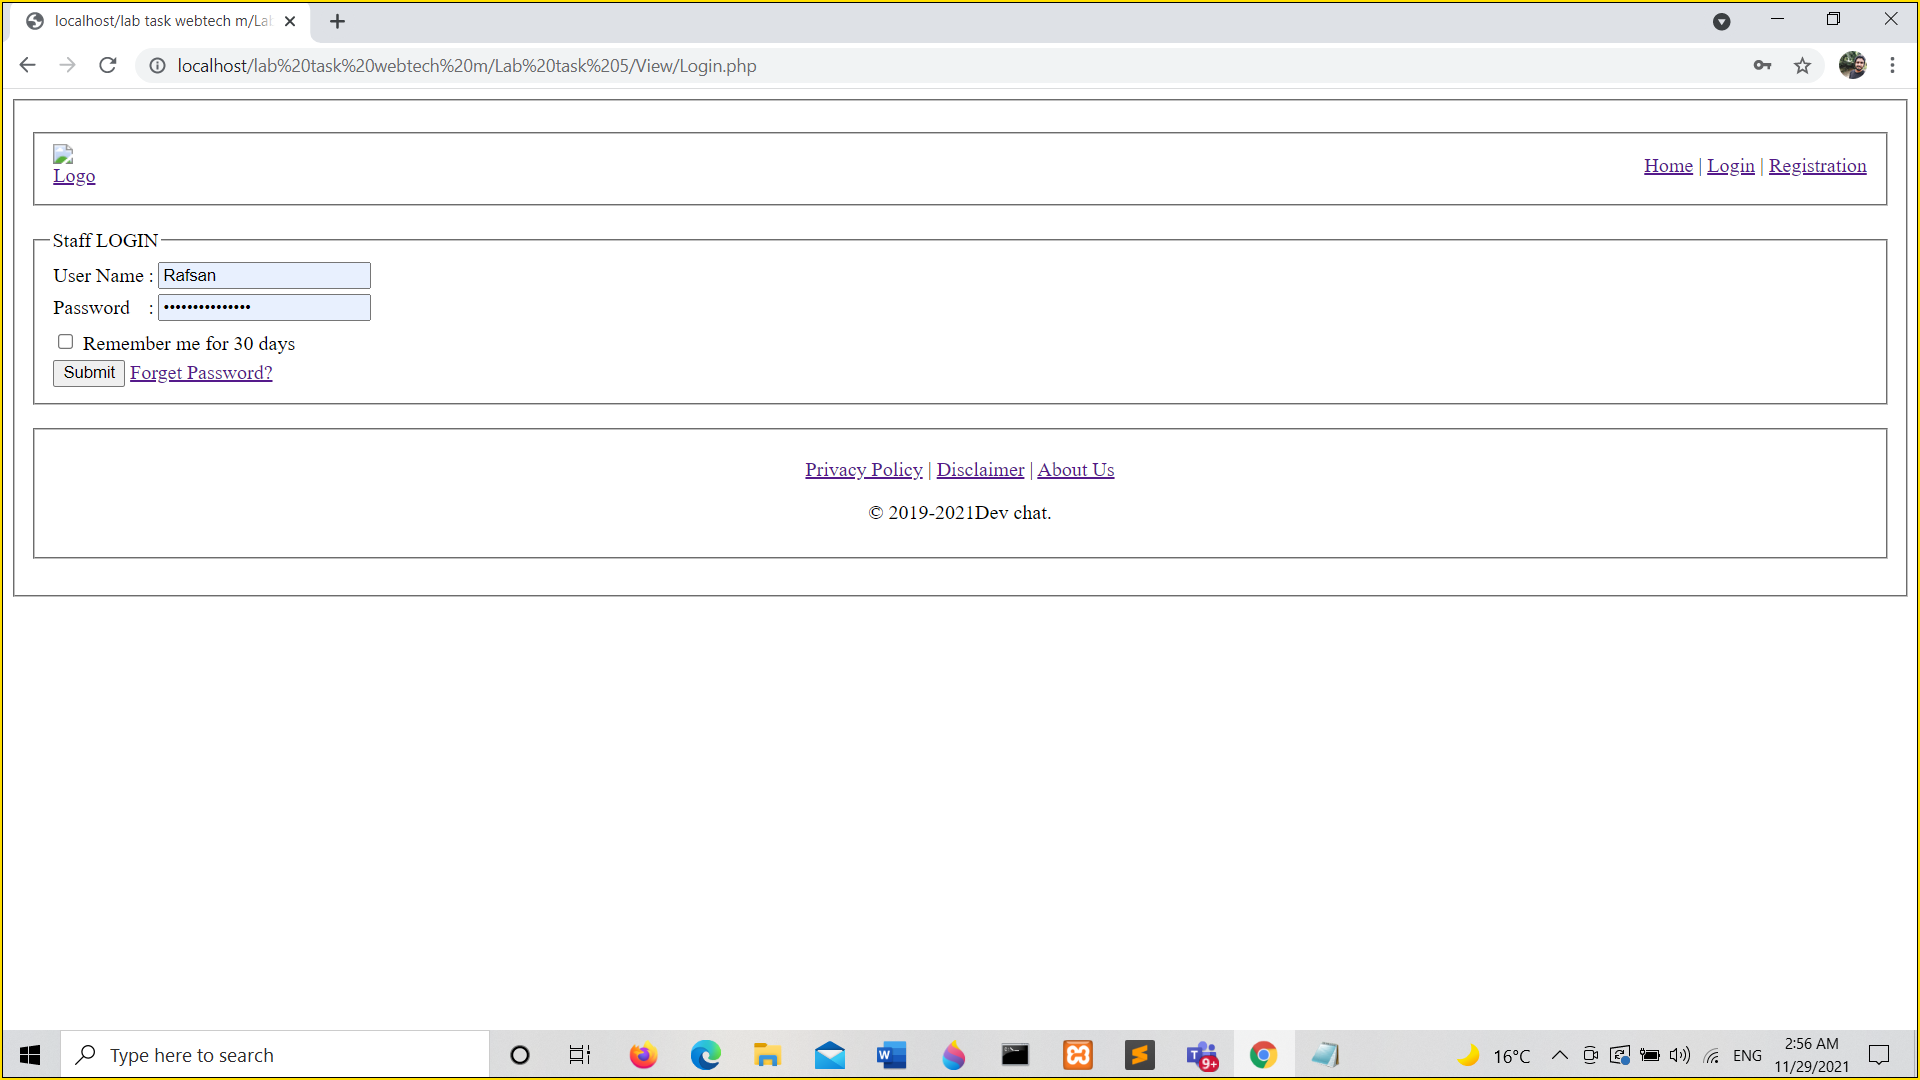 localhost/lab task webtech m/La
localhost/lab%20task%20webtech%20m/Lab%20task%205/View/Login.php
Logo
Home | Login | Registration
Staff LOGIN
User Name : Rafsan
Password : •••••••••••••••
Remember me for 30 days
Submit Forget Password?
Privacy Policy | Disclaimer | About Us
© 2019-2021Dev chat.
Type here to search
9+
16°C
ENG
2:56 AM
11/29/2021